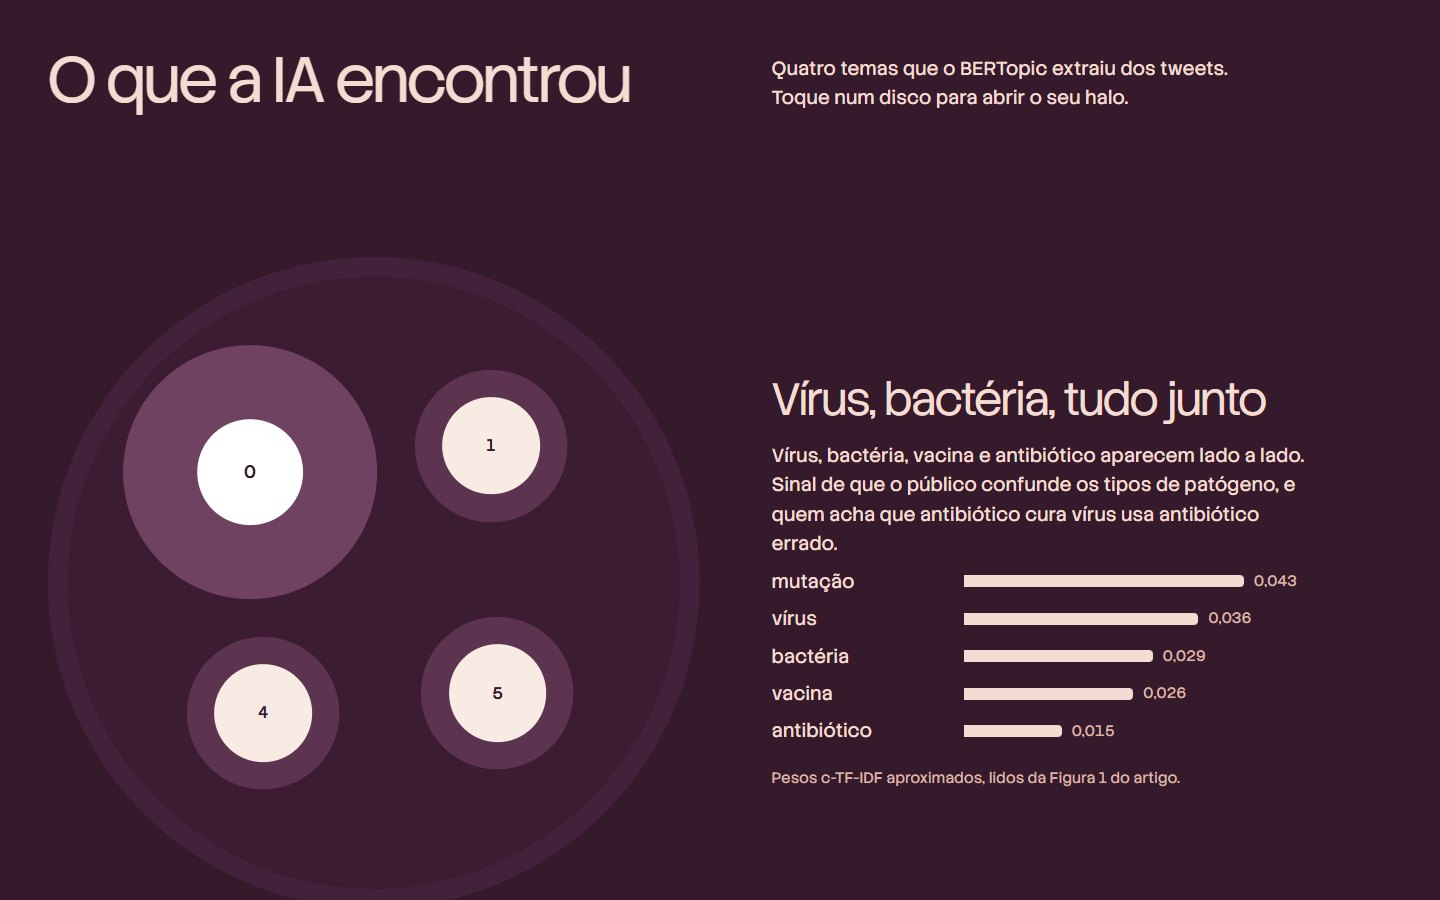 O que a IA encontrou
Quatro temas que o BERTopic extraiu dos tweets.
Toque num disco para abrir o seu halo.
0
1
4
5
Vírus, bactéria, tudo junto
Vírus, bactéria, vacina e antibiótico aparecem lado a lado.
Sinal de que o público confunde os tipos de patógeno, e
quem acha que antibiótico cura vírus usa antibiótico
errado.
mutação 0,043
vírus 0,036
bactéria 0,029
vacina 0,026
antibiótico 0,015
Pesos c-TF-IDF aproximados, lidos da Figura 1 do artigo.